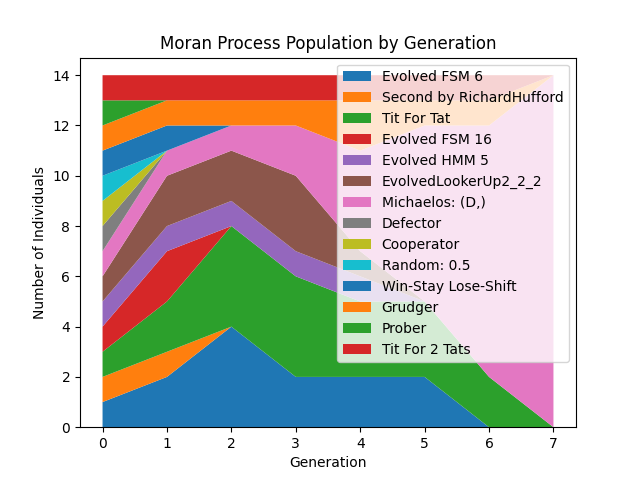 Moran Process Population by Generation
Number of Individuals
14
12
10
8
6
4
2
0
Evolved FSM 6
Second by RichardHufford
Tit For Tat
Evolved FSM 16
Evolved HMM 5
EvolvedLookerUp2_2_2
Michaelos: (D,)
Defector
Cooperator
Random: 0.5
Win-Stay Lose-Shift
Grudger
Prober
Tit For 2 Tats
0 1 2 3 4 5 6 7
Generation